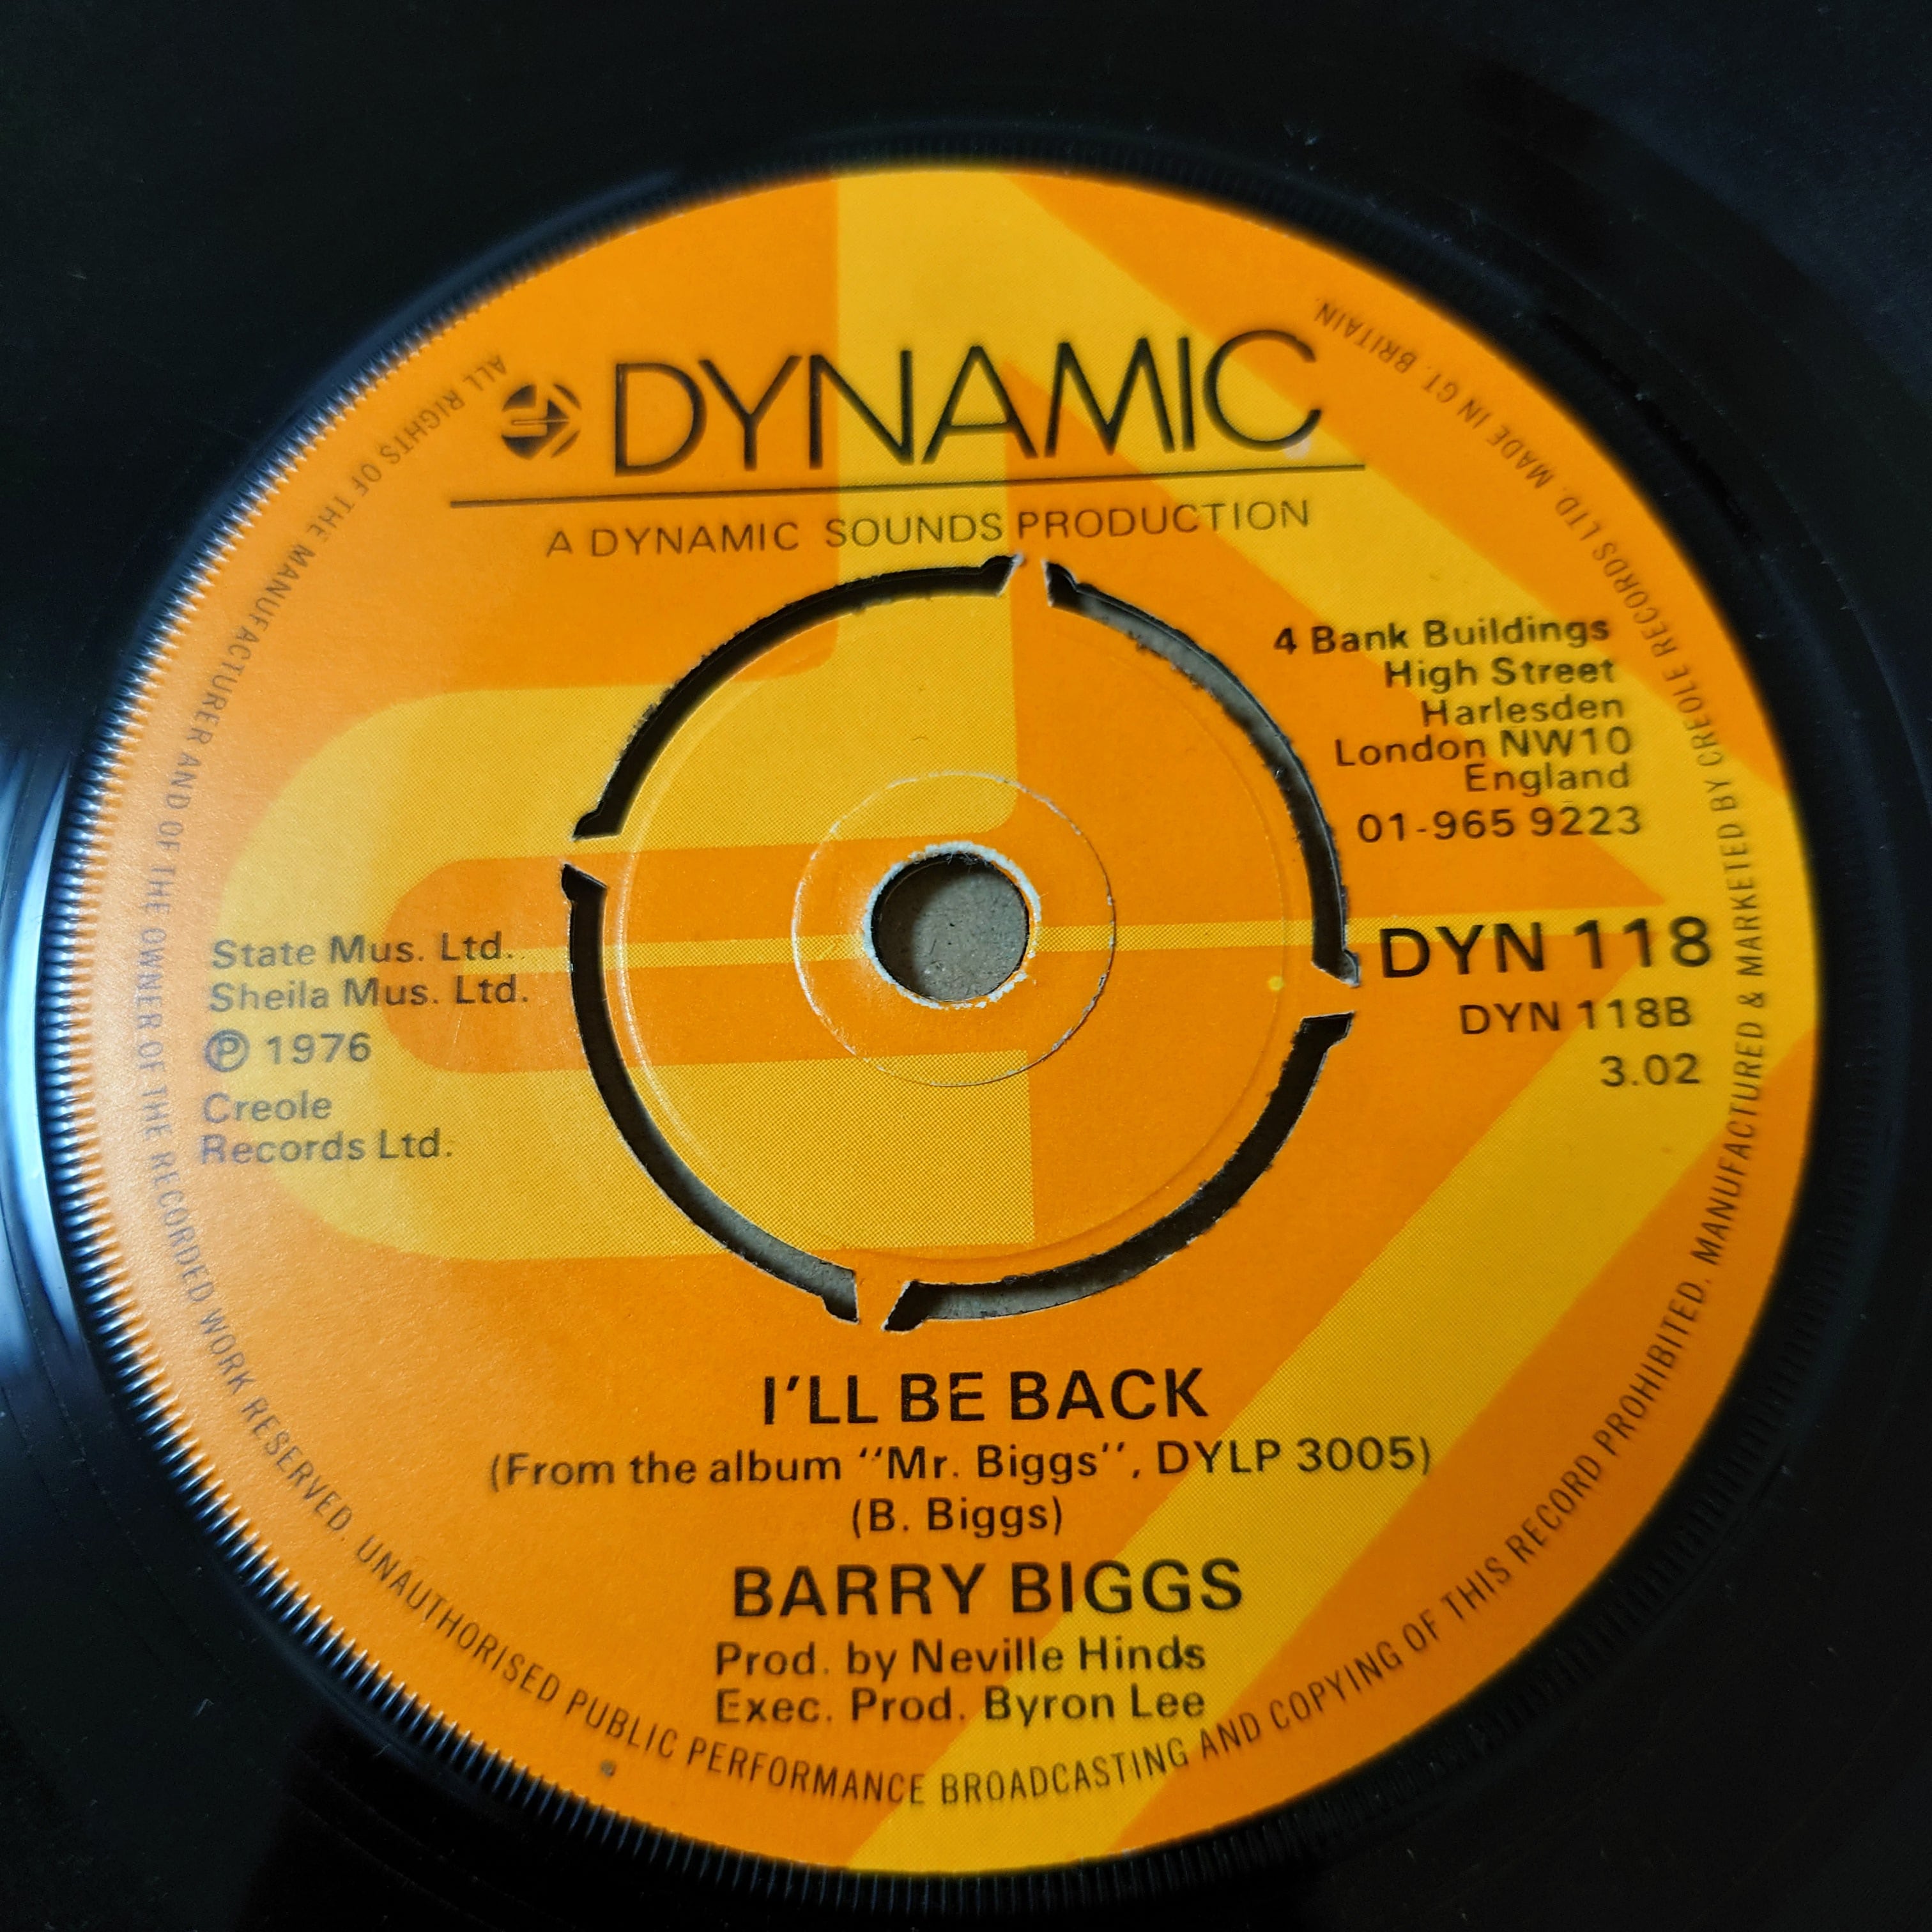 DYNAMIC
A DYNAMIC SOUNDS PRODUCTION
4 Bank Buildings
High Street
Harlesden
London NW10
England
01-965 9223
DYN 118
DYN 118B
3.02
State Mus. Ltd.
Sheila Mus. Ltd.
Ⓟ 1976
Creole
Records Ltd.
I'LL BE BACK
(From the album "Mr. Biggs", DYLP 3005)
(B. Biggs)
BARRY BIGGS
Prod. by Neville Hinds
Exec. Prod. Byron Lee
ALL RIGHTS OF THE MANUFACTURER AND OF THE OWNER OF THE RECORDED WORK RESERVED. UNAUTHORISED PUBLIC PERFORMANCE BROADCASTING AND COPYING OF THIS RECORD PROHIBITED. MANUFACTURED & MARKETED BY CREOLE RECORDS LTD. MADE IN GT. BRITAIN.